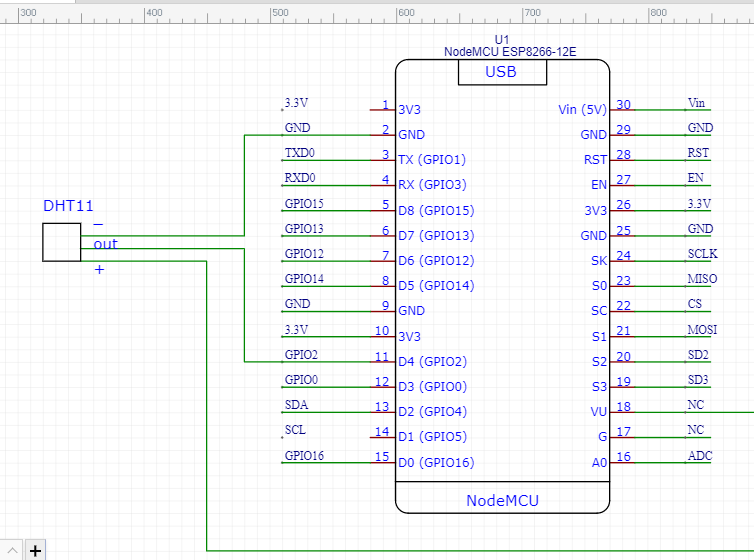 300 400 500 600 700 800
U1
NodeMCU ESP8266-12E
USB
3.3V 1 3V3 Vin (5V) 30 Vin
GND 2 GND GND 29 GND
TXD0 3 TX (GPIO1) RST 28 RST
RXD0 4 RX (GPIO3) EN 27 EN
GPIO15 5 D8 (GPIO15) 3V3 26 3.3V
GPIO13 6 D7 (GPIO13) GND 25 GND
GPIO12 7 D6 (GPIO12) SK 24 SCLK
GPIO14 8 D5 (GPIO14) S0 23 MISO
GND 9 GND SC 22 CS
3.3V 10 3V3 S1 21 MOSI
GPIO2 11 D4 (GPIO2) S2 20 SD2
GPIO0 12 D3 (GPIO0) S3 19 SD3
SDA 13 D2 (GPIO4) VU 18 NC
SCL 14 D1 (GPIO5) G 17 NC
GPIO16 15 D0 (GPIO16) A0 16 ADC
NodeMCU
DHT11
−
out
+